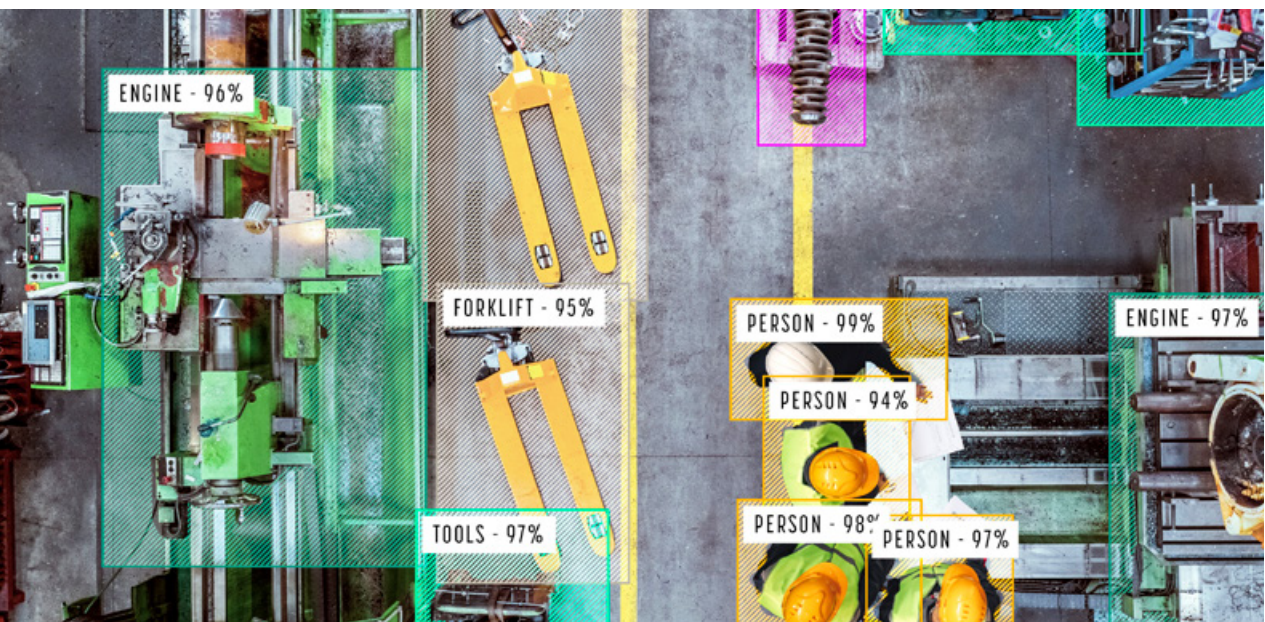 ENGINE - 96%
FORKLIFT - 95%
PERSON - 99%
ENGINE - 97%
PERSON - 94%
TOOLS - 97%
PERSON - 98%
PERSON - 97%